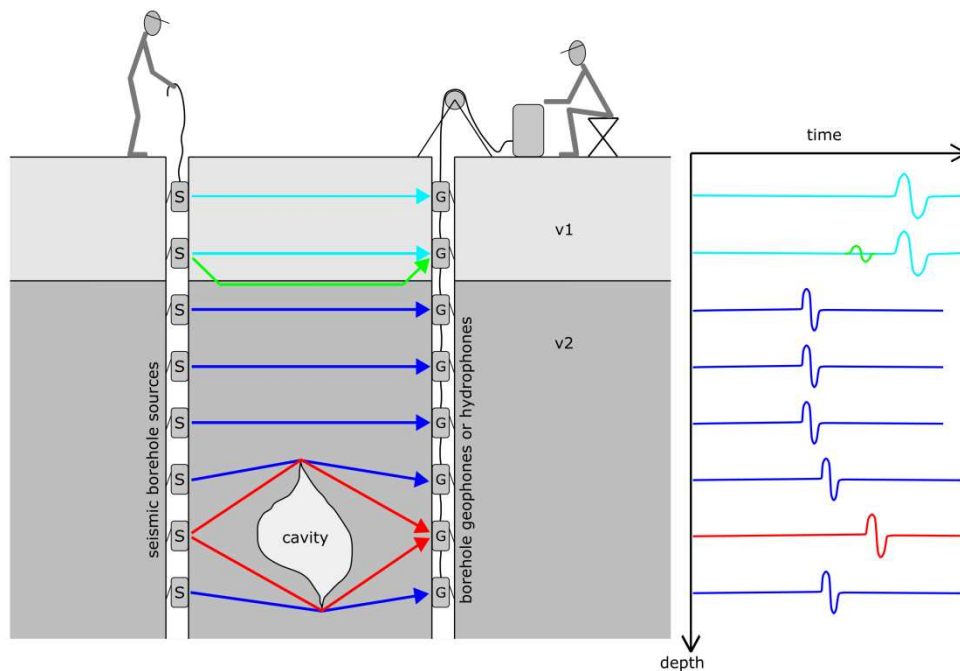 time
S
G
v1
S
G
S
G
v2
S
G
S
G
S
G
S
cavity
G
S
G
seismic borehole sources
borehole geophones or hydrophones
depth